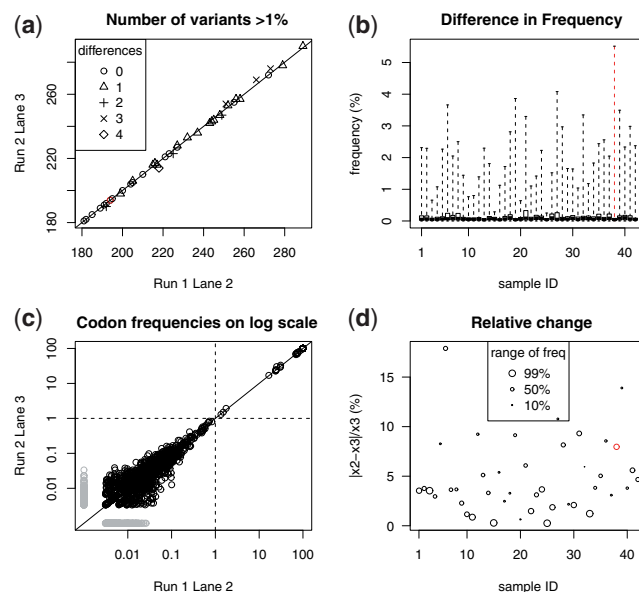 (a)
Number of variants >1%
differences
0
1
2
3
4
Run 2 Lane 3
180
220
260
180
200
220
240
260
280
Run 1 Lane 2
(b)
Difference in Frequency
frequency (%)
0
1
2
3
4
5
1
10
20
30
40
sample ID
(c)
Codon frequencies on log scale
Run 2 Lane 3
100
10
1
0.1
0.01
0.01
0.1
1
10
100
Run 1 Lane 2
(d)
Relative change
range of freq
99%
50%
10%
|x2−x3|/x3 (%)
0
5
10
15
1
10
20
30
40
sample ID